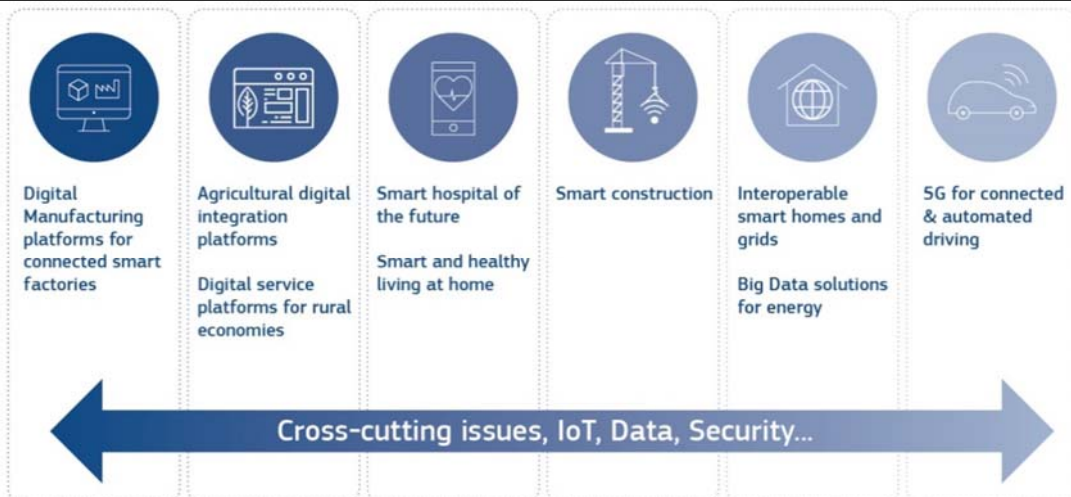 Digital
Manufacturing
platforms for
connected smart
factories
Agricultural digital
integration
platforms
Digital service
platforms for rural
economies
Smart hospital of
the future
Smart and healthy
living at home
Smart construction
Interoperable
smart homes and
grids
Big Data solutions
for energy
5G for connected
& automated
driving
Cross-cutting issues, IoT, Data, Security...